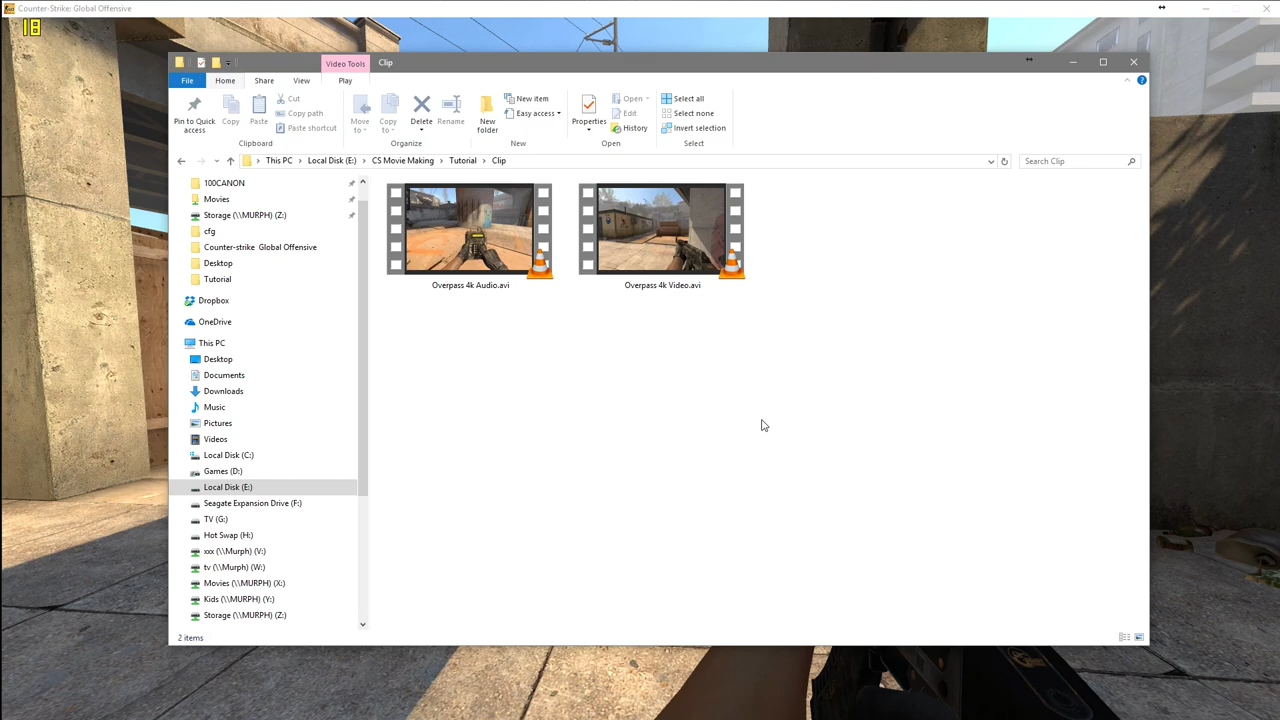 Counter-Strike: Global Offensive
18
Video Tools
Clip
File
Home
Share
View
Play
Pin to Quick access
Copy
Paste
Cut
Copy path
Paste shortcut
Clipboard
Move to
Copy to
Delete
Rename
Organize
New folder
New item
Easy access
New
Properties
Open
Edit
History
Open
Select all
Select none
Invert selection
Select
This PC
Local Disk (E:)
CS Movie Making
Tutorial
Clip
Search Clip
100CANON
Movies
Storage (\\MURPH) (Z:)
cfg
Counter-strike Global Offensive
Desktop
Tutorial
Dropbox
OneDrive
This PC
Desktop
Documents
Downloads
Music
Pictures
Videos
Local Disk (C:)
Games (D:)
Local Disk (E:)
Seagate Expansion Drive (F:)
TV (G:)
Hot Swap (H:)
xxx (\\Murph) (V:)
tv (\\Murph) (W:)
Movies (\\MURPH) (X:)
Kids (\\MURPH) (Y:)
Storage (\\MURPH) (Z:)
Overpass 4k Audio.avi
Overpass 4k Video.avi
2 items